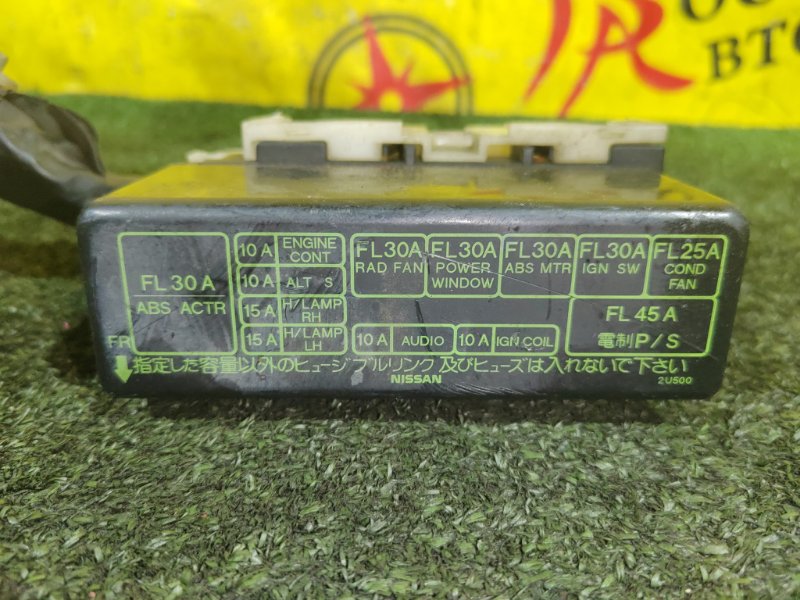 ВТО
FL 30 A
ABS ACTR
10 A ENGINE CONT
10 A ALT S
15 A H/LAMP RH
15 A H/LAMP LH
FL30A RAD FAN
FL30A POWER WINDOW
FL30A ABS MTR
FL30A IGN SW
FL25A COND FAN
10 A AUDIO
10 A IGN COIL
FL 45 A
電制P/S
FR
指定した容量以外のヒュージブルリンク及びヒューズは入れないで下さい
NISSAN
2U500